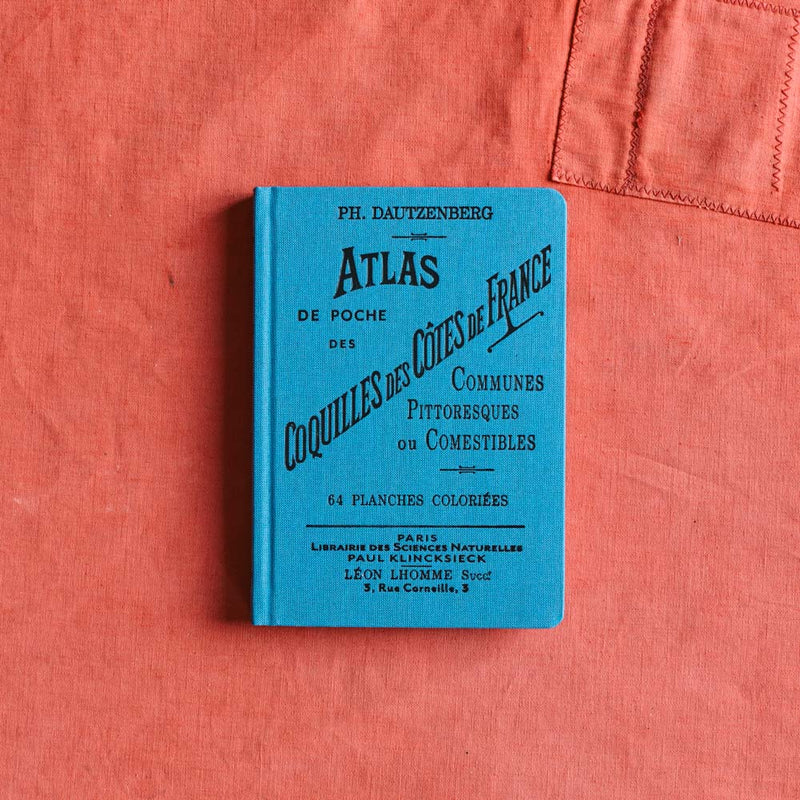 PH. DAUTZENBERG
ATLAS
DE POCHE
DES
COQUILLES DES CÔTES DE FRANCE
COMMUNES
PITTORESQUES
OU COMESTIBLES
64 PLANCHES COLORIÉES
PARIS
LIBRAIRIE DES SCIENCES NATURELLES
PAUL KLINCKSIECK
LÉON LHOMME Succr
3, Rue Corneille, 3